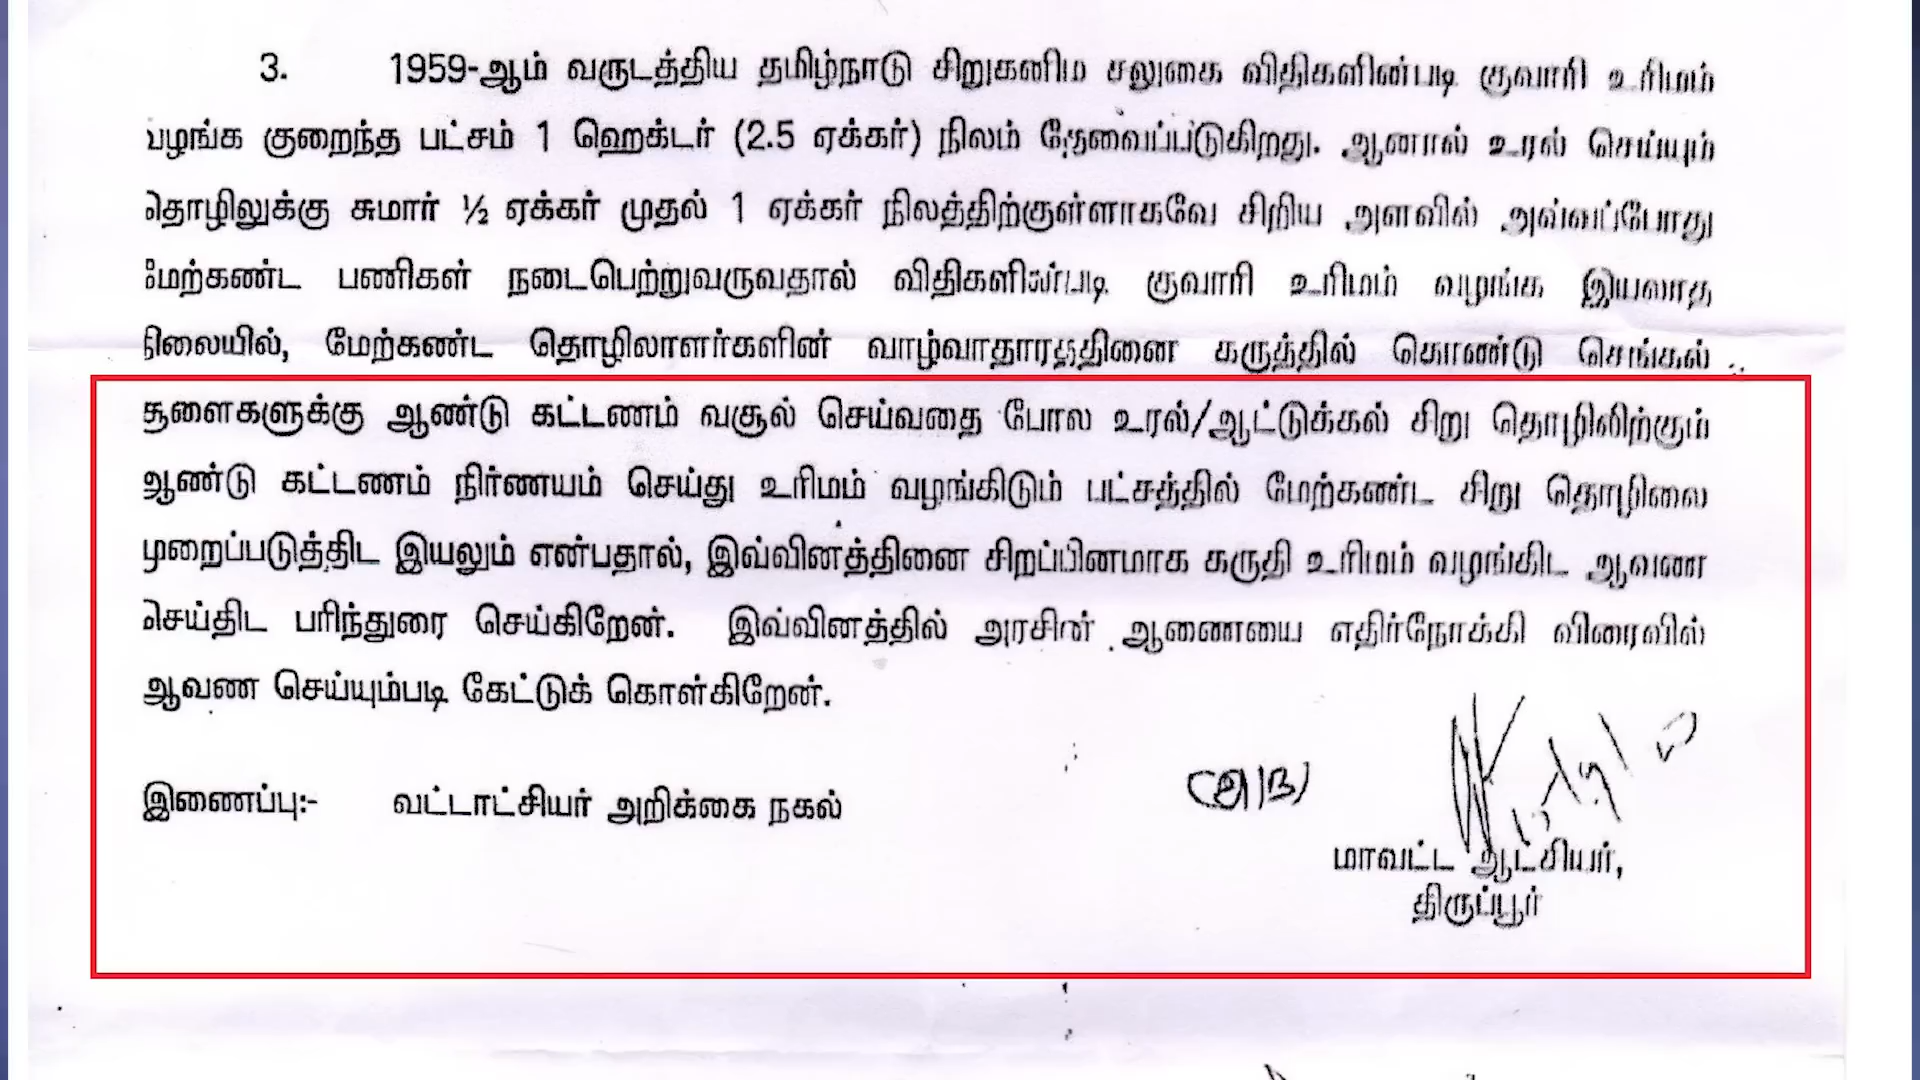 3. 1959-ஆம் வருடத்திய தமிழ்நாடு சிறுகனிம சலுகை விதிகளின்படி குவாரி உரிமம்
வழங்க குறைந்த பட்சம் 1 ஹெக்டர் (2.5 ஏக்கர்) நிலம் தேவைப்படுகிறது. ஆனால் உரல் செய்யும்
தொழிலுக்கு சுமார் ½ ஏக்கர் முதல் 1 ஏக்கர் நிலத்திற்குள்ளாகவே சிறிய அளவில் அவ்வப்போது
மேற்கண்ட பணிகள் நடைபெற்றுவருவதால் விதிகளின்படி குவாரி உரிமம் வழங்க இயலாத
நிலையில், மேற்கண்ட தொழிலாளர்களின் வாழ்வாதாரத்தினை கருத்தில் கொண்டு செங்கல்
சூளைகளுக்கு ஆண்டு கட்டணம் வசூல் செய்வதை போல உரல்/ஆட்டுக்கல் சிறு தொழிலிற்கும்
ஆண்டு கட்டணம் நிர்ணயம் செய்து உரிமம் வழங்கிடும் பட்சத்தில் மேற்கண்ட சிறு தொழிலை
முறைப்படுத்திட இயலும் என்பதால், இவ்வினத்தினை சிறப்பினமாக கருதி உரிமம் வழங்கிட ஆவண
செய்திட பரிந்துரை செய்கிறேன். இவ்வினத்தில் அரசின் ஆணையை எதிர்நோக்கி விரைவில்
ஆவண செய்யும்படி கேட்டுக் கொள்கிறேன்.
இணைப்பு:- வட்டாட்சியர் அறிக்கை நகல்
மாவட்ட ஆட்சியர்,
திருப்பூர்